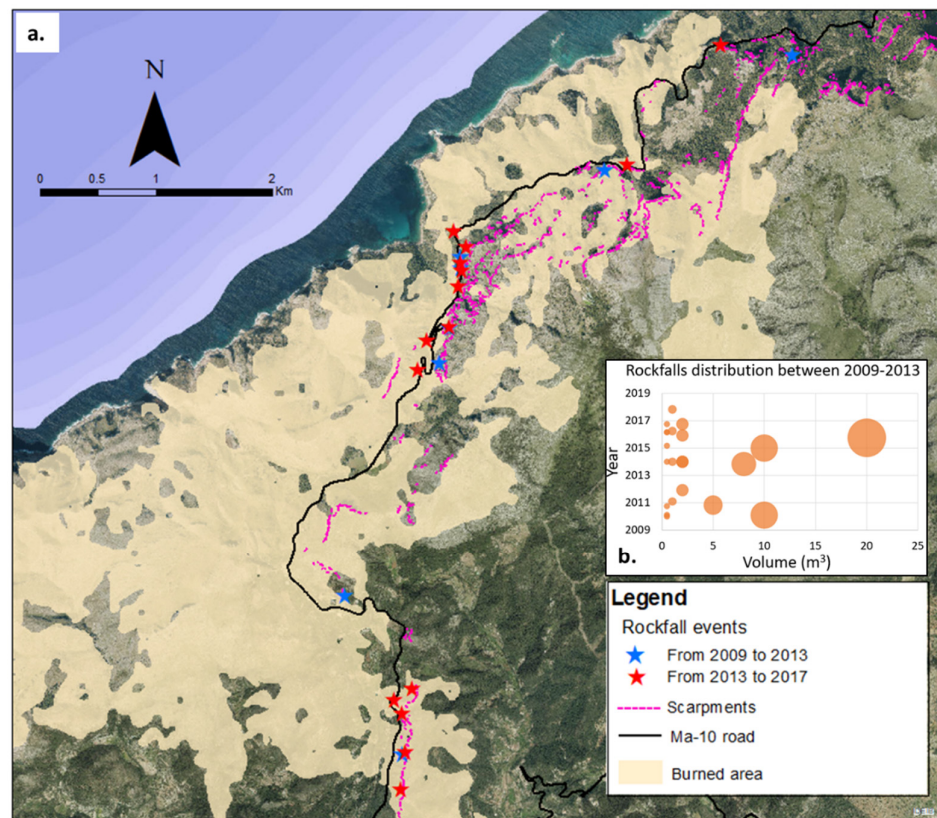 a.
N
0 0.5 1 2
Km
Rockfalls distribution between 2009-2013
2019
2017
2015
2013
2011
2009
Year
0 5 10 15 20 25
b.
Volume (m³)
Legend
Rockfall events
From 2009 to 2013
From 2013 to 2017
Scarpments
Ma-10 road
Burned area